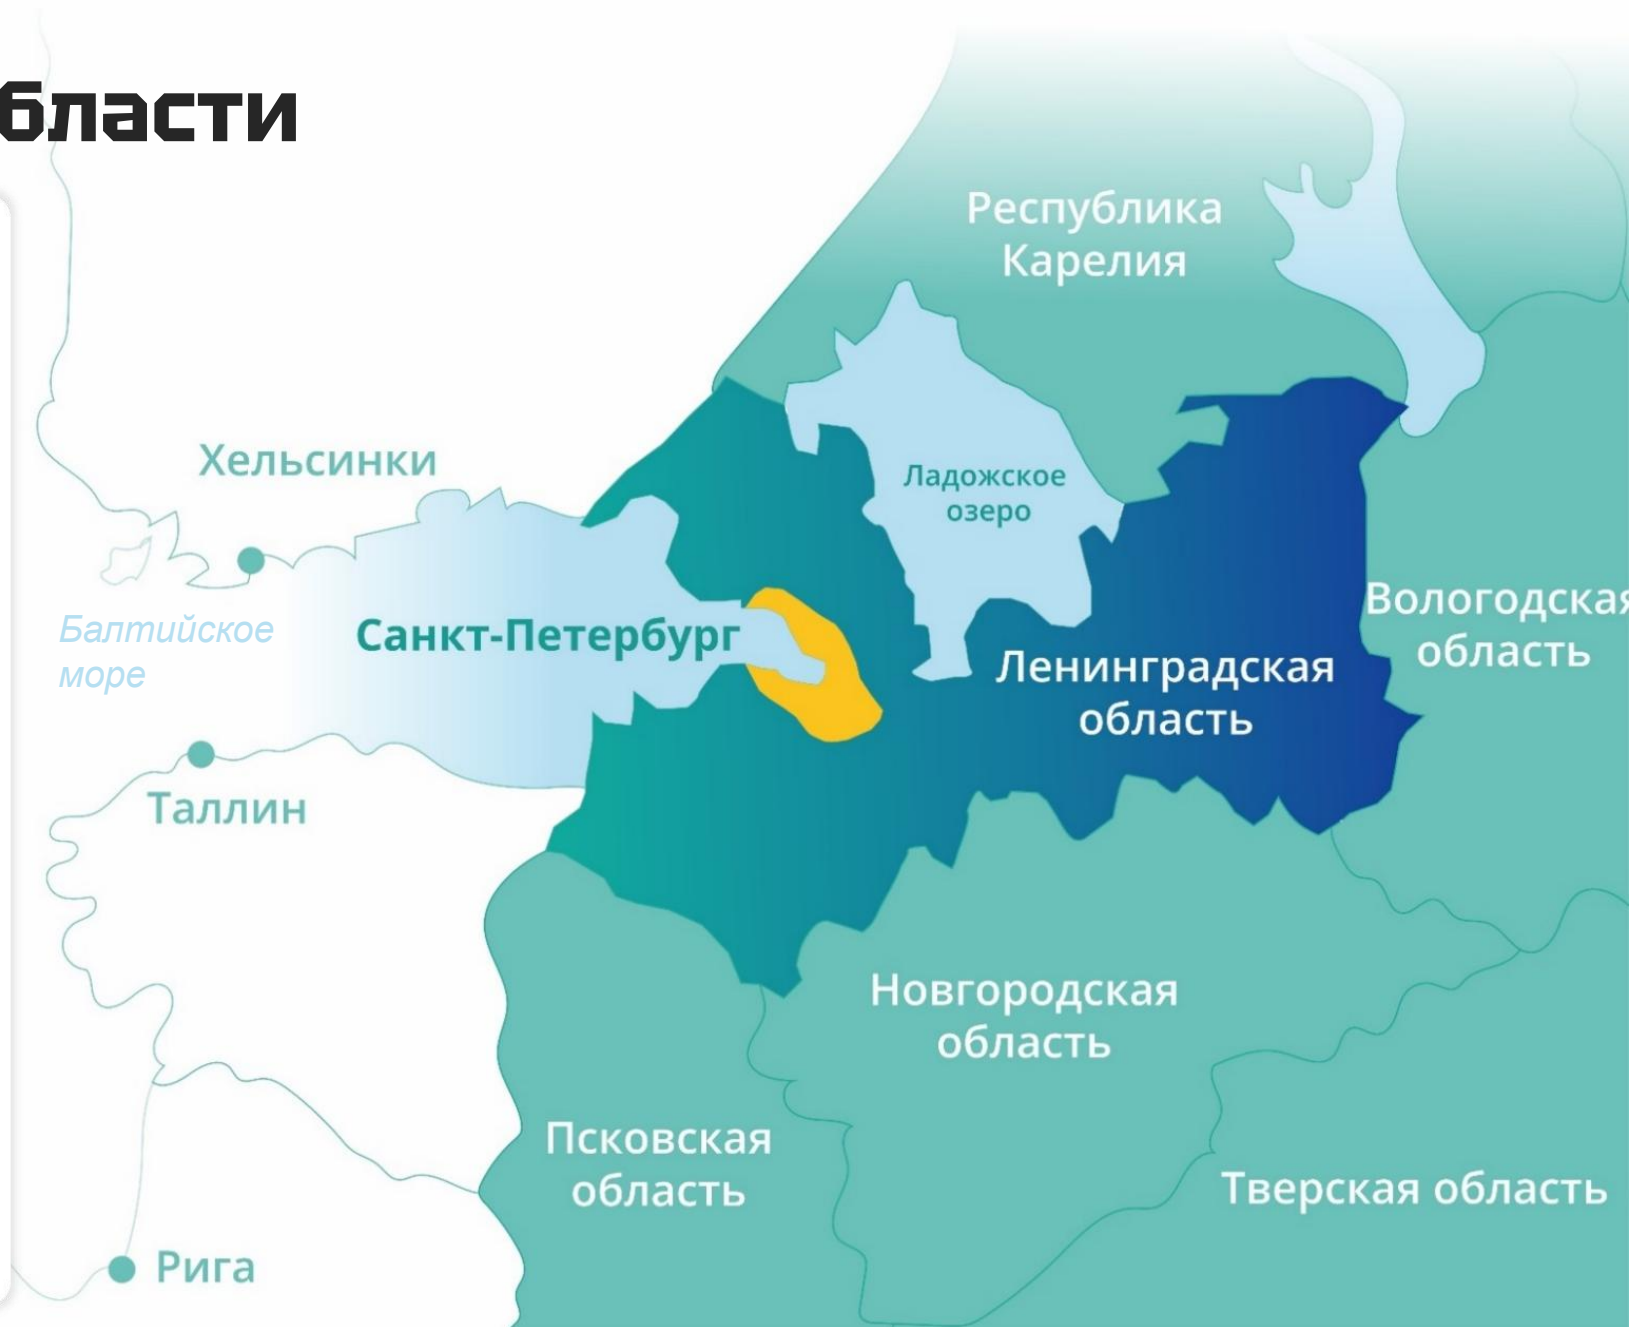 бласти
Республика
Карелия
Хельсинки
Ладожское
озеро
Балтийское
море
Санкт-Петербург
Вологодская
область
Ленинградская
область
Таллин
Новгородская
область
Псковская
область
Тверская область
Рига